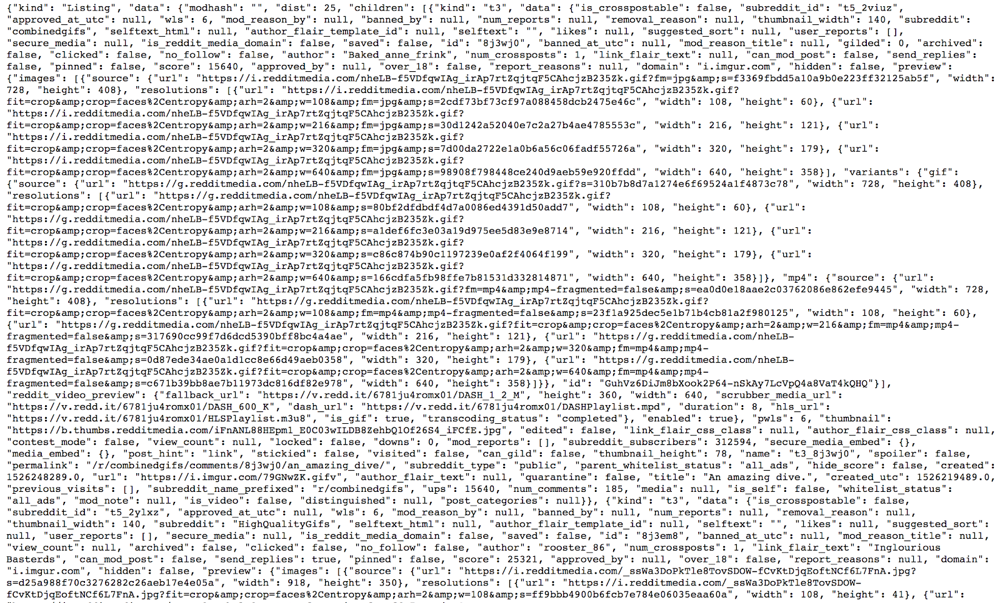 {"kind": "Listing", "data": {"modhash": "", "dist": 25, "children": [{"kind": "t3", "data": {"is_crosspostable": false, "subreddit_id": "t5_2viuz",
"approved_at_utc": null, "wls": 6, "mod_reason_by": null, "banned_by": null, "num_reports": null, "removal_reason": null, "thumbnail_width": 140, "subreddit":
"combinedgifs", "selftext_html": null, "author_flair_template_id": null, "selftext": "", "likes": null, "suggested_sort": null, "user_reports": [],
"secure_media": null, "is_reddit_media_domain": false, "saved": false, "id": "8j3wj0", "banned_at_utc": null, "mod_reason_title": null, "gilded": 0, "archived":
false, "clicked": false, "no_follow": false, "author": "Baked_anne_frink", "num_crossposts": 1, "link_flair_text": null, "can_mod_post": false, "send_replies":
false, "pinned": false, "score": 15640, "approved_by": null, "over_18": false, "report_reasons": null, "domain": "i.imgur.com", "hidden": false, "preview":
{"images": [{"source": {"url": "https://i.redditmedia.com/nheLB-f5VDfqwIAg_irAp7rtZqjtqF5CAhcjzB235Zk.gif?fm=jpg&amp;s=f3369fbdd5a10a9b0e223ff32125ab5f", "width":
728, "height": 408}, "resolutions": [{"url": "https://i.redditmedia.com/nheLB-f5VDfqwIAg_irAp7rtZqjtqF5CAhcjzB235Zk.gif?
fit=crop&amp;crop=faces%2Centropy&amp;arh=2&amp;w=108&amp;fm=jpg&amp;s=2cdf73bf73cf97a088458dcb2475e46c", "width": 108, "height": 60}, {"url":
"https://i.redditmedia.com/nheLB-f5VDfqwIAg_irAp7rtZqjtqF5CAhcjzB235Zk.gif?
fit=crop&amp;crop=faces%2Centropy&amp;arh=2&amp;w=216&amp;fm=jpg&amp;s=30d1242a52040e7c2a27b4ae4785553c", "width": 216, "height": 121}, {"url":
"https://i.redditmedia.com/nheLB-f5VDfqwIAg_irAp7rtZqjtqF5CAhcjzB235Zk.gif?
fit=crop&amp;crop=faces%2Centropy&amp;arh=2&amp;w=320&amp;fm=jpg&amp;s=7d00da2722e1a0b6a56c06fadf55726a", "width": 320, "height": 179}, {"url":
"https://i.redditmedia.com/nheLB-f5VDfqwIAg_irAp7rtZqjtqF5CAhcjzB235Zk.gif?
fit=crop&amp;crop=faces%2Centropy&amp;arh=2&amp;w=640&amp;fm=jpg&amp;s=98908f798448ce240d9aeb59e920ffdd", "width": 640, "height": 358}], "variants": {"gif":
{"source": {"url": "https://g.redditmedia.com/nheLB-f5VDfqwIAg_irAp7rtZqjtqF5CAhcjzB235Zk.gif?s=310b7b8d7a1274e6f69524a1f4873c78", "width": 728, "height": 408},
"resolutions": [{"url": "https://g.redditmedia.com/nheLB-f5VDfqwIAg_irAp7rtZqjtqF5CAhcjzB235Zk.gif?
fit=crop&amp;crop=faces%2Centropy&amp;arh=2&amp;w=108&amp;s=80bf2dfdbdf4d7a0086ed4391d50add7", "width": 108, "height": 60}, {"url":
"https://g.redditmedia.com/nheLB-f5VDfqwIAg_irAp7rtZqjtqF5CAhcjzB235Zk.gif?
fit=crop&amp;crop=faces%2Centropy&amp;arh=2&amp;w=216&amp;s=a1def6fc3e03a19d975ee5d83e9e8714", "width": 216, "height": 121}, {"url":
"https://g.redditmedia.com/nheLB-f5VDfqwIAg_irAp7rtZqjtqF5CAhcjzB235Zk.gif?
fit=crop&amp;crop=faces%2Centropy&amp;arh=2&amp;w=320&amp;s=c86c874b90c1197239e0af2f4064f199", "width": 320, "height": 179}, {"url":
"https://g.redditmedia.com/nheLB-f5VDfqwIAg_irAp7rtZqjtqF5CAhcjzB235Zk.gif?
fit=crop&amp;crop=faces%2Centropy&amp;arh=2&amp;w=640&amp;s=166cdfa5fb98ffe7b81531d332814871", "width": 640, "height": 358}]}, "mp4": {"source": {"url":
"https://g.redditmedia.com/nheLB-f5VDfqwIAg_irAp7rtZqjtqF5CAhcjzB235Zk.gif?fm=mp4&amp;mp4-fragmented=false&amp;s=ea0d0e18aae2c03762086e862efe9445", "width": 728,
"height": 408}, "resolutions": [{"url": "https://g.redditmedia.com/nheLB-f5VDfqwIAg_irAp7rtZqjtqF5CAhcjzB235Zk.gif?
fit=crop&amp;crop=faces%2Centropy&amp;arh=2&amp;w=108&amp;fm=mp4&amp;mp4-fragmented=false&amp;s=23f1a925dec5e1b71b4cb81a2f980125", "width": 108, "height": 60},
{"url": "https://g.redditmedia.com/nheLB-f5VDfqwIAg_irAp7rtZqjtqF5CAhcjzB235Zk.gif?fit=crop&amp;crop=faces%2Centropy&amp;arh=2&amp;w=216&amp;fm=mp4&amp;mp4-
fragmented=false&amp;s=317690cc99f7d6dcd5390bff8bc4a4ae", "width": 216, "height": 121}, {"url": "https://g.redditmedia.com/nheLB-
f5VDfqwIAg_irAp7rtZqjtqF5CAhcjzB235Zk.gif?fit=crop&amp;crop=faces%2Centropy&amp;arh=2&amp;w=320&amp;fm=mp4&amp;mp4-
fragmented=false&amp;s=0d87ede34ae0a1d1cc8e66d49aeb0358", "width": 320, "height": 179}, {"url": "https://g.redditmedia.com/nheLB-
f5VDfqwIAg_irAp7rtZqjtqF5CAhcjzB235Zk.gif?fit=crop&amp;crop=faces%2Centropy&amp;arh=2&amp;w=640&amp;fm=mp4&amp;mp4-
fragmented=false&amp;s=c671b39bb8ae7b11973dc816df82e978", "width": 640, "height": 358}]}}, "id": "GuhVz6DiJm8bXook2P64-nSkAy7LcVpQ4a8VaT4kQHQ"}],
"reddit_video_preview": {"fallback_url": "https://v.redd.it/6781ju4romx01/DASH_1_2_M", "height": 360, "width": 640, "scrubber_media_url":
"https://v.redd.it/6781ju4romx01/DASH_600_K", "dash_url": "https://v.redd.it/6781ju4romx01/DASHPlaylist.mpd", "duration": 8, "hls_url":
"https://v.redd.it/6781ju4romx01/HLSPlaylist.m3u8", "is_gif": true, "transcoding_status": "completed"}, "enabled": true}, "pwls": 6, "thumbnail":
"https://b.thumbs.redditmedia.com/iFnANL88HEpml_E0C03wILDB8ZehbQ1Of26S4_iFCfE.jpg", "edited": false, "link_flair_css_class": null, "author_flair_css_class": null,
"contest_mode": false, "view_count": null, "locked": false, "downs": 0, "mod_reports": [], "subreddit_subscribers": 312594, "secure_media_embed": {},
"media_embed": {}, "post_hint": "link", "stickied": false, "visited": false, "can_gild": false, "thumbnail_height": 78, "name": "t3_8j3wj0", "spoiler": false,
"permalink": "/r/combinedgifs/comments/8j3wj0/an_amazing_dive/", "subreddit_type": "public", "parent_whitelist_status": "all_ads", "hide_score": false, "created":
1526248289.0, "url": "https://i.imgur.com/79GNwZK.gifv", "author_flair_text": null, "quarantine": false, "title": "An amazing dive.", "created_utc": 1526219489.0,
"previous_visits": [], "subreddit_name_prefixed": "r/combinedgifs", "ups": 15640, "num_comments": 185, "media": null, "is_self": false, "whitelist_status":
"all_ads", "mod_note": null, "is_video": false, "distinguished": null, "post_categories": null}}, {"kind": "t3", "data": {"is_crosspostable": false,
"subreddit_id": "t5_2ylxz", "approved_at_utc": null, "wls": 6, "mod_reason_by": null, "banned_by": null, "num_reports": null, "removal_reason": null,
"thumbnail_width": 140, "subreddit": "HighQualityGifs", "selftext_html": null, "author_flair_template_id": null, "selftext": "", "likes": null, "suggested_sort":
null, "user_reports": [], "secure_media": null, "is_reddit_media_domain": false, "saved": false, "id": "8j3em8", "banned_at_utc": null, "mod_reason_title": null,
"view_count": null, "archived": false, "clicked": false, "no_follow": false, "author": "rooster_86", "num_crossposts": 1, "link_flair_text": "Inglourious
Basterds", "can_mod_post": false, "send_replies": true, "pinned": false, "score": 25321, "approved_by": null, "over_18": false, "report_reasons": null, "domain":
"i.imgur.com", "hidden": false, "preview": {"images": [{"source": {"url": "https://i.redditmedia.com/_ssWa3DoPkTle8TovSDOW-fCvKtDjqEoftNCf6L7FnA.jpg?
s=d25a988f70c3276282c26aeb17e4e05a", "width": 918, "height": 350}, "resolutions": [{"url": "https://i.redditmedia.com/_ssWa3DoPkTle8TovSDOW-
fCvKtDjqEoftNCf6L7FnA.jpg?fit=crop&amp;crop=faces%2Centropy&amp;arh=2&amp;w=108&amp;s=ff9bbb4900b6fcb7e784e06035eaa60a", "width": 108, "height": 41}, {"url":